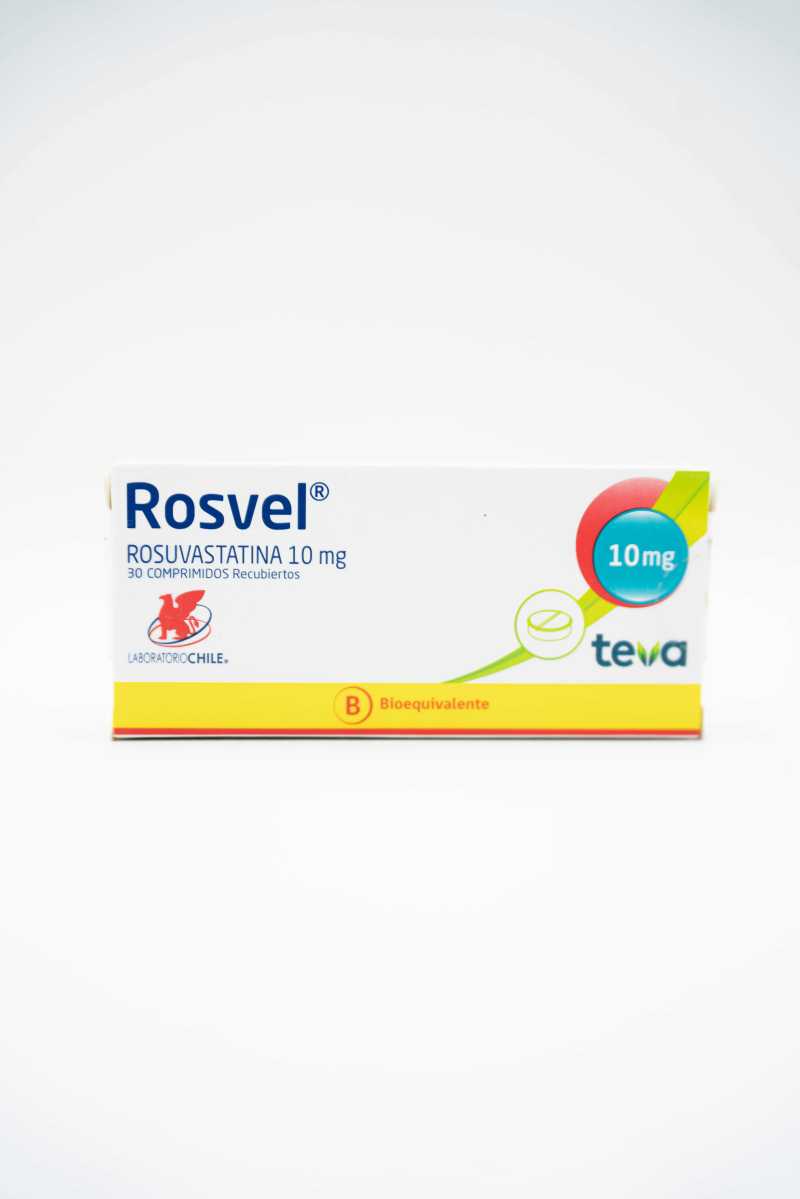 Rosvel®
ROSUVASTATINA 10 mg
30 COMPRIMIDOS Recubiertos
LABORATORIOCHILE®
10mg
teva
B Bioequivalente